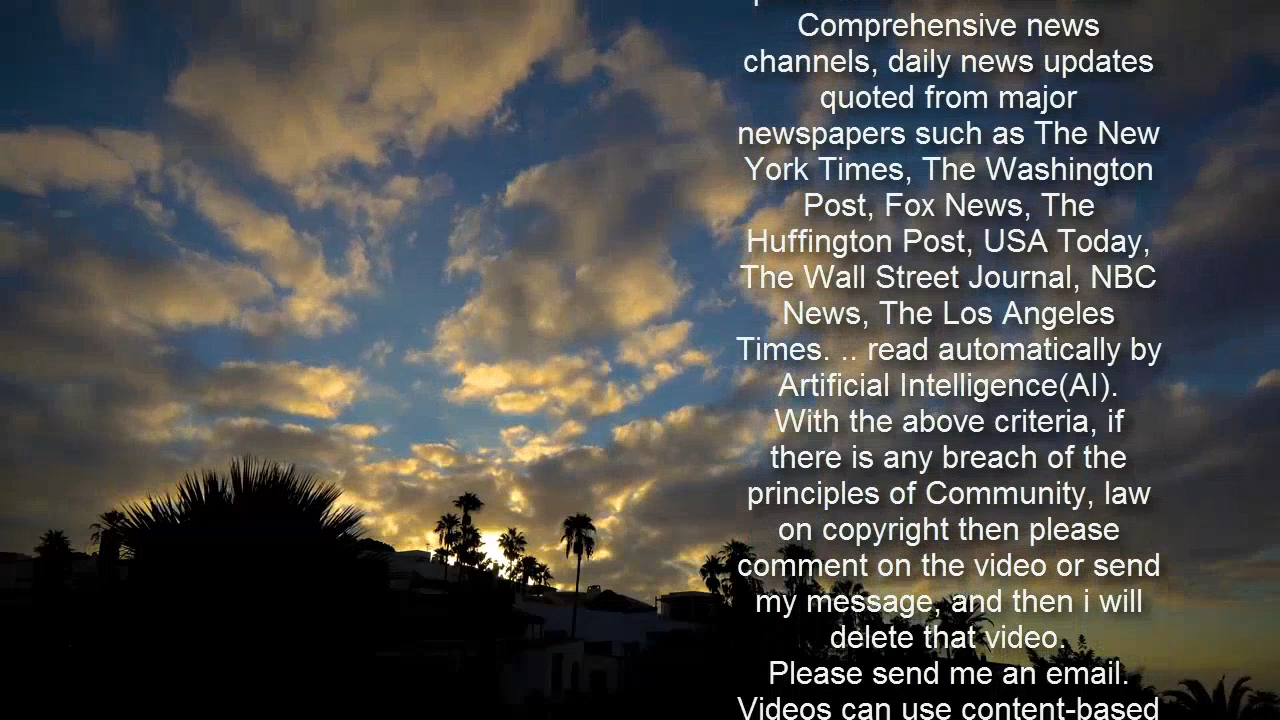 Comprehensive news
channels, daily news updates
quoted from major
newspapers such as The New
York Times, The Washington
Post, Fox News, The
Huffington Post, USA Today,
The Wall Street Journal, NBC
News, The Los Angeles
Times. .. read automatically by
Artificial Intelligence(AI).
With the above criteria, if
there is any breach of the
principles of Community, law
on copyright then please
comment on the video or send
my message, and then i will
delete that video.
Please send me an email.
Videos can use content-based